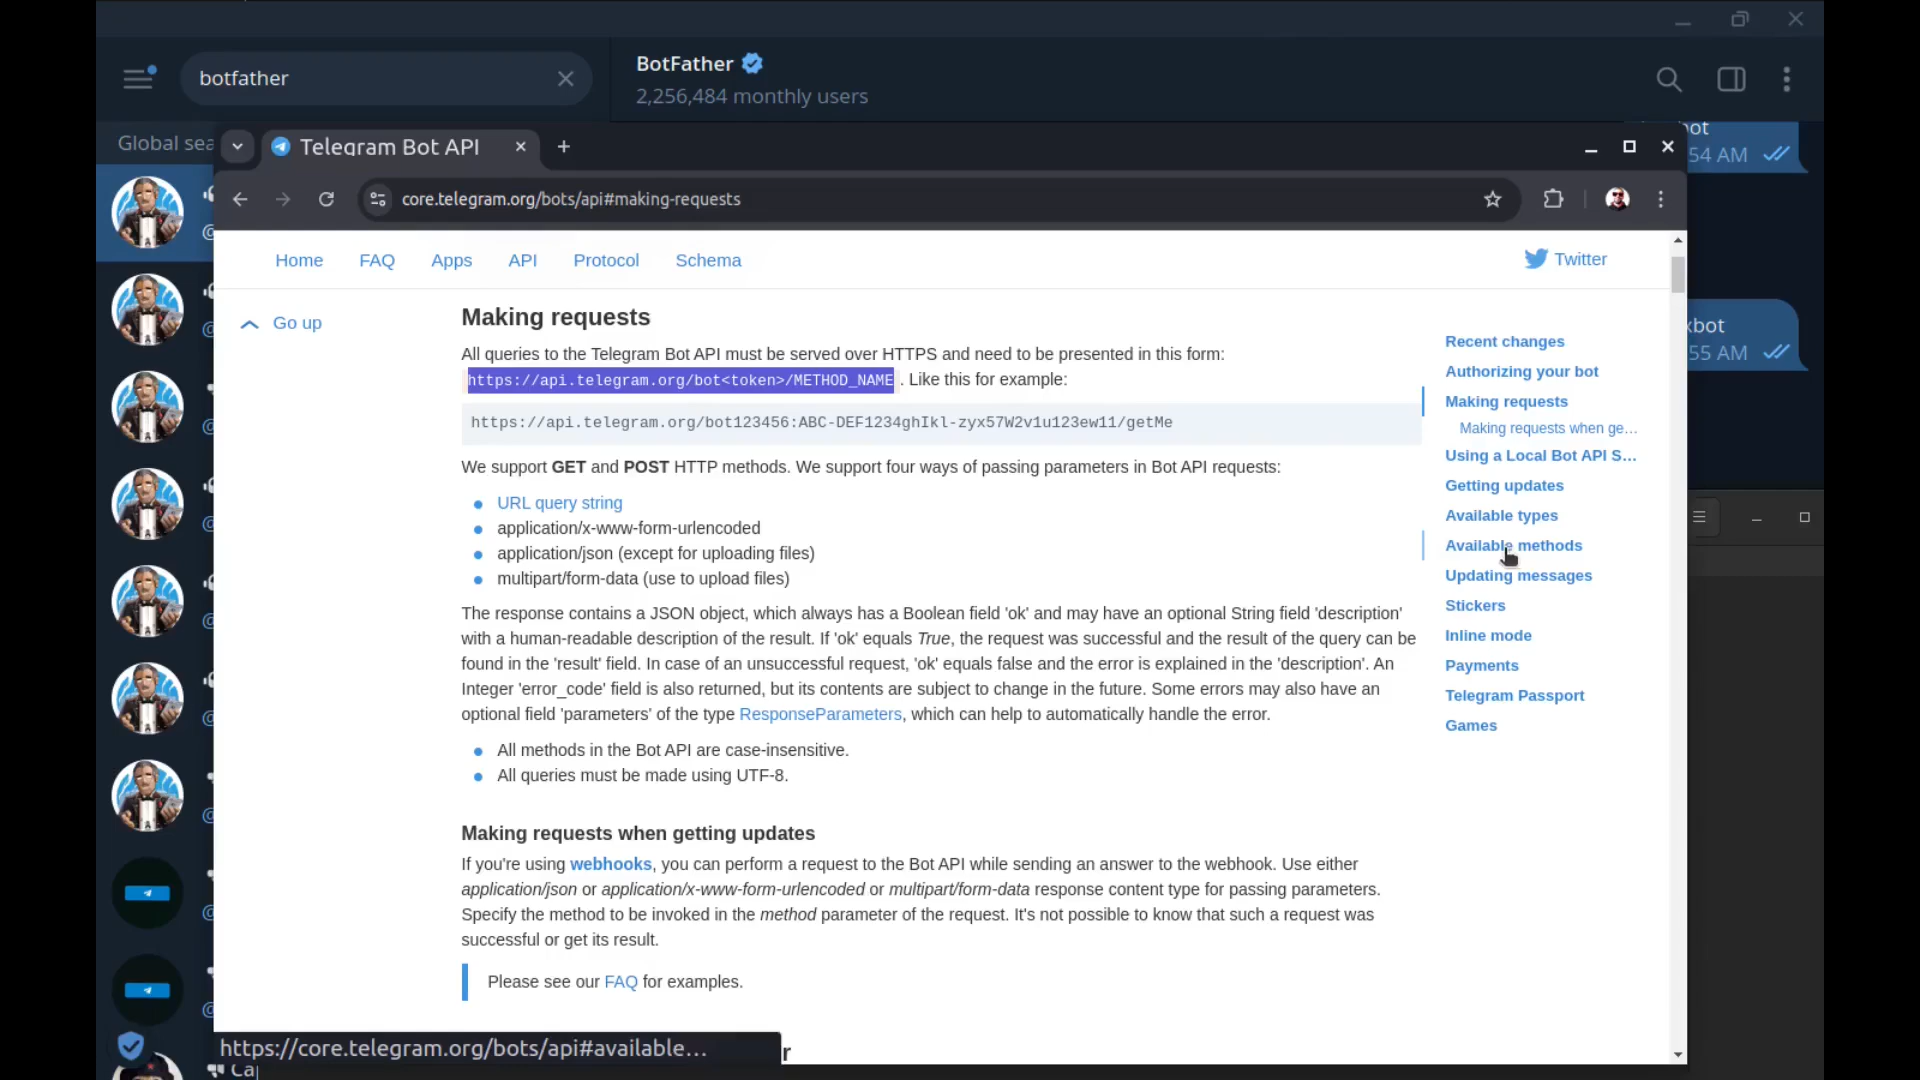 botfather
BotFather
2,256,484 monthly users
Global sea
Telegram Bot API
54 AM
core.telegram.org/bots/api#making-requests
Home FAQ Apps API Protocol Schema
Twitter
Go up
Making requests
All queries to the Telegram Bot API must be served over HTTPS and need to be presented in this form:
https://api.telegram.org/bot<token>/METHOD_NAME . Like this for example:
https://api.telegram.org/bot123456:ABC-DEF1234ghIkl-zyx57W2v1u123ew11/getMe
We support GET and POST HTTP methods. We support four ways of passing parameters in Bot API requests:
URL query string
application/x-www-form-urlencoded
application/json (except for uploading files)
multipart/form-data (use to upload files)
The response contains a JSON object, which always has a Boolean field 'ok' and may have an optional String field 'description'
with a human-readable description of the result. If 'ok' equals True, the request was successful and the result of the query can be
found in the 'result' field. In case of an unsuccessful request, 'ok' equals false and the error is explained in the 'description'. An
Integer 'error_code' field is also returned, but its contents are subject to change in the future. Some errors may also have an
optional field 'parameters' of the type ResponseParameters, which can help to automatically handle the error.
All methods in the Bot API are case-insensitive.
All queries must be made using UTF-8.
Making requests when getting updates
If you're using webhooks, you can perform a request to the Bot API while sending an answer to the webhook. Use either
application/json or application/x-www-form-urlencoded or multipart/form-data response content type for passing parameters.
Specify the method to be invoked in the method parameter of the request. It's not possible to know that such a request was
successful or get its result.
Please see our FAQ for examples.
Recent changes
Authorizing your bot
Making requests
Making requests when ge…
Using a Local Bot API S…
Getting updates
Available types
Available methods
Updating messages
Stickers
Inline mode
Payments
Telegram Passport
Games
xbot
55 AM
https://core.telegram.org/bots/api#available…
r
Ca